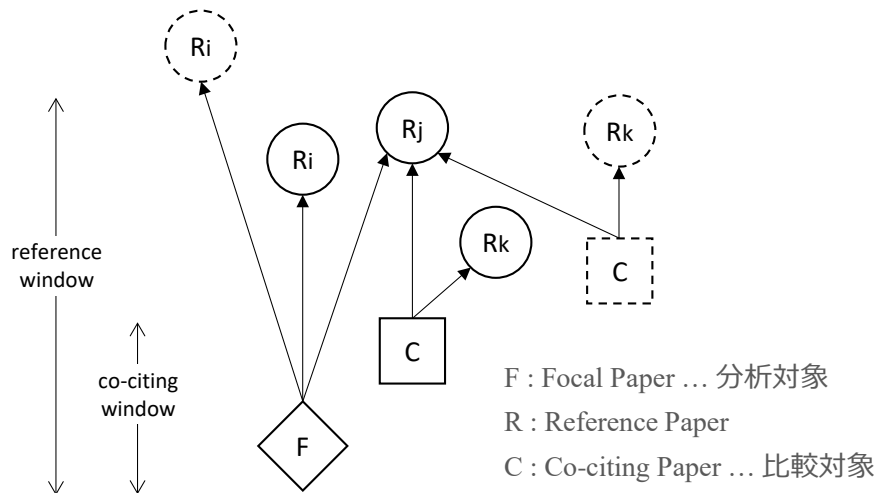 Ri
Rj
Rk
Ri
reference
window
Rk
C
C
co-citing
window
F
F : Focal Paper … 分析対象
R : Reference Paper
C : Co-citing Paper … 比較対象